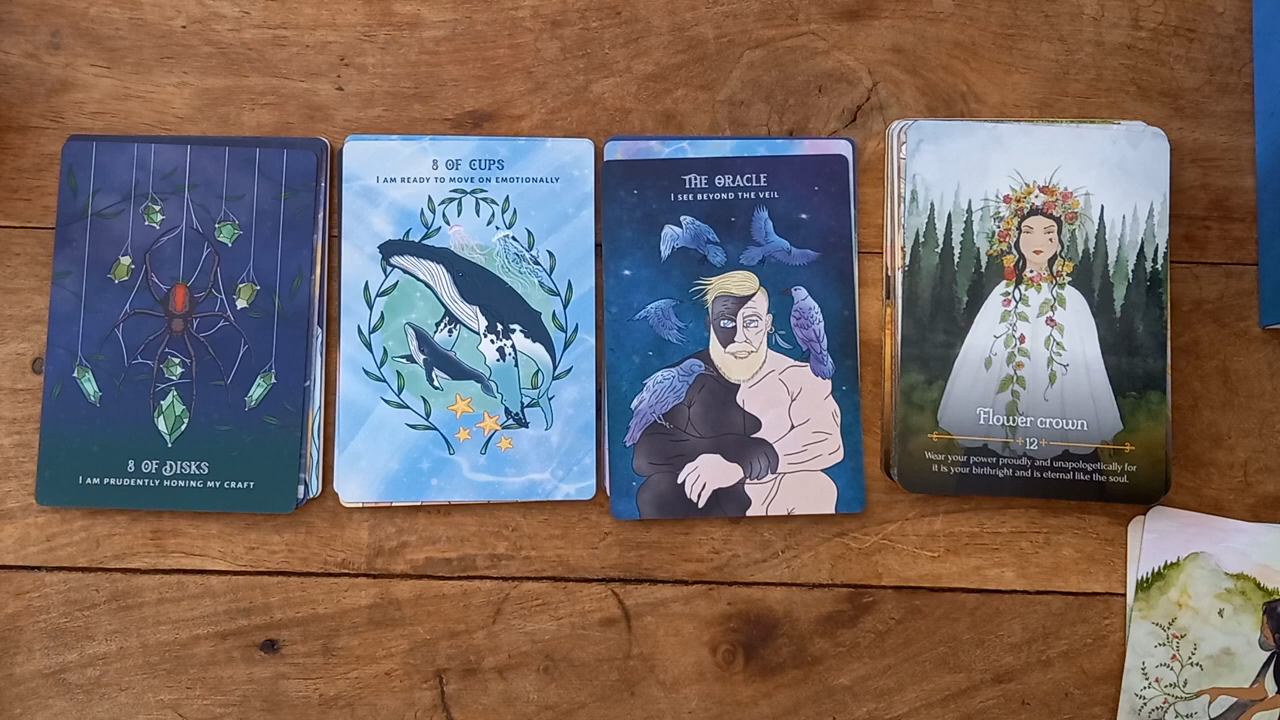 8 OF DISKS
I AM PRUDENTLY HONING MY CRAFT
8 OF CUPS
I AM READY TO MOVE ON EMOTIONALLY
THE ORACLE
I SEE BEYOND THE VEIL
Flower crown
12
Wear your power proudly and unapologetically for
it is your birthright and is eternal like the soul.